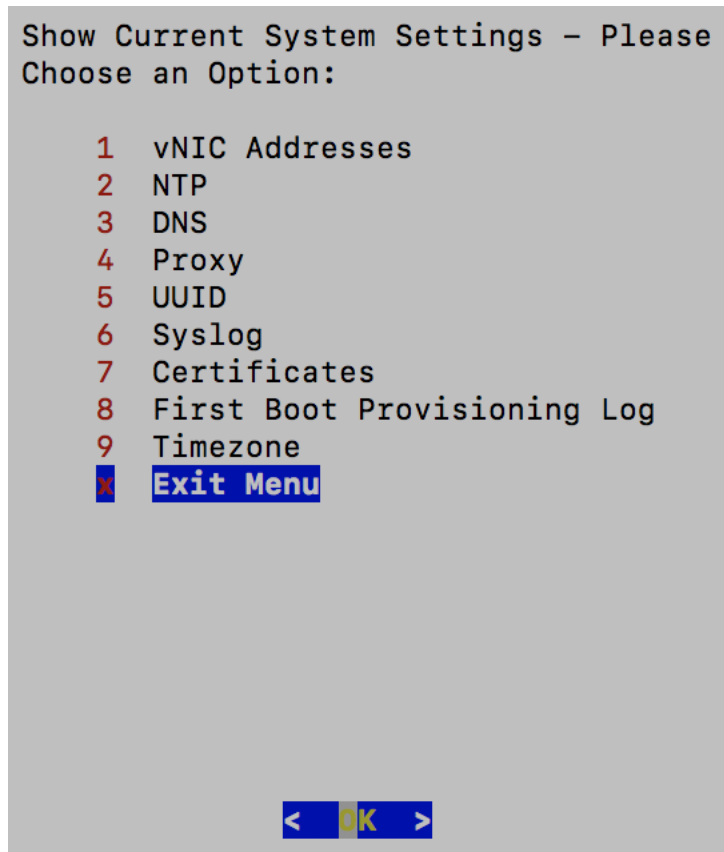 Show Current System Settings – Please
Choose an Option:
1 vNIC Addresses
2 NTP
3 DNS
4 Proxy
5 UUID
6 Syslog
7 Certificates
8 First Boot Provisioning Log
9 Timezone
x Exit Menu
< OK >